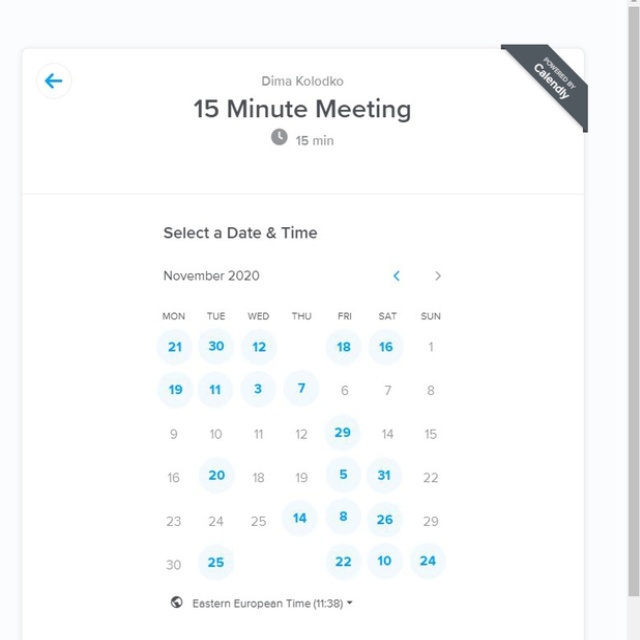 Dima Kolodko
15 Minute Meeting
15 min
POWERED BY
Calendly
Select a Date & Time
November 2020
MON TUE WED THU FRI SAT SUN
21 30 12 18 16 1
19 11 3 7 6 7 8
9 10 11 12 29 14 15
16 20 18 19 5 31 22
23 24 25 14 8 26 29
30 25 22 10 24
Eastern European Time (11:38)